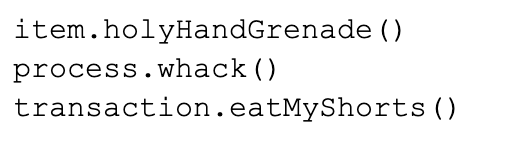 item.holyHandGrenade()
process.whack()
transaction.eatMyShorts()